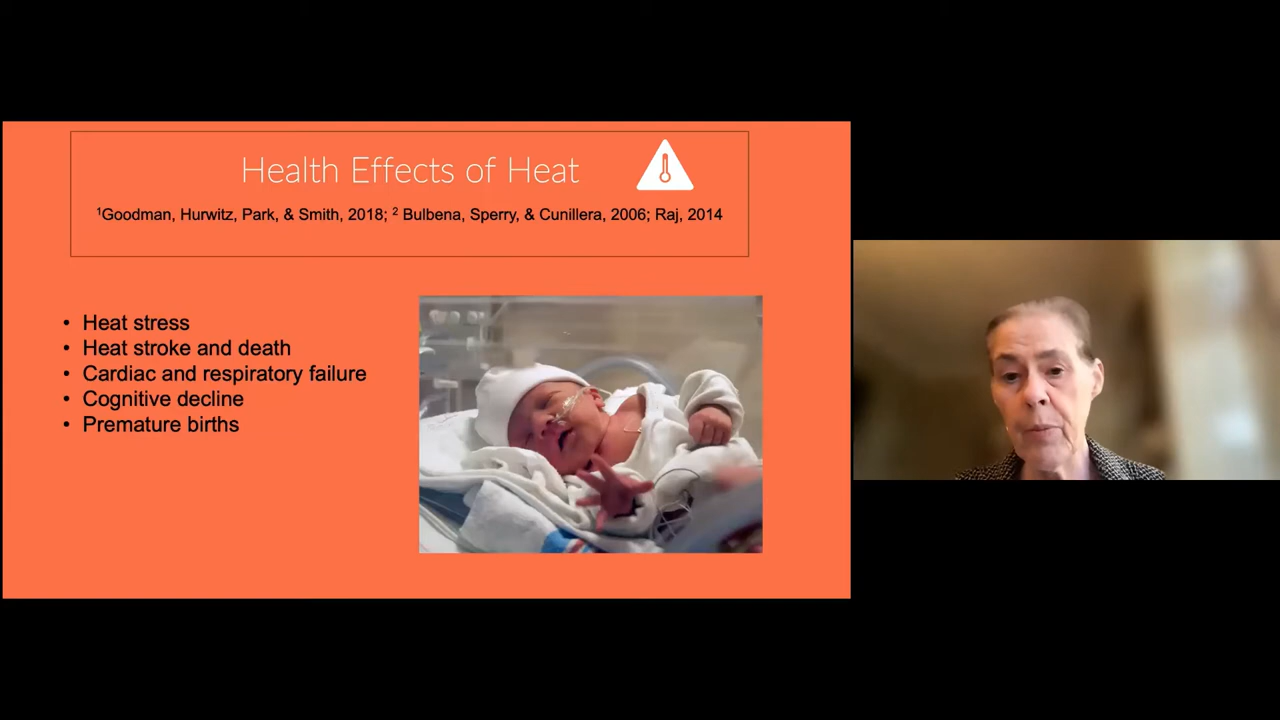 Health Effects of Heat
¹Goodman, Hurwitz, Park, & Smith, 2018; ² Bulbena, Sperry, & Cunillera, 2006; Raj, 2014
• Heat stress
• Heat stroke and death
• Cardiac and respiratory failure
• Cognitive decline
• Premature births